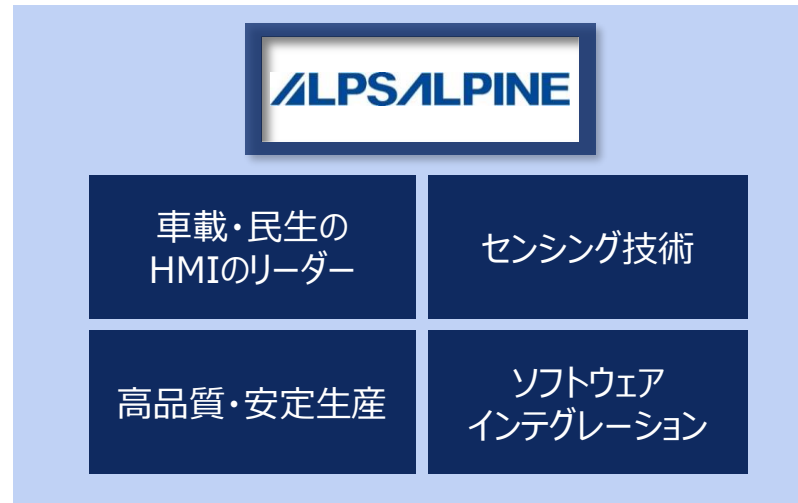 ALPSALPINE
車載・民生の
HMIのリーダー
センシング技術
高品質・安定生産
ソフトウェア
インテグレーション